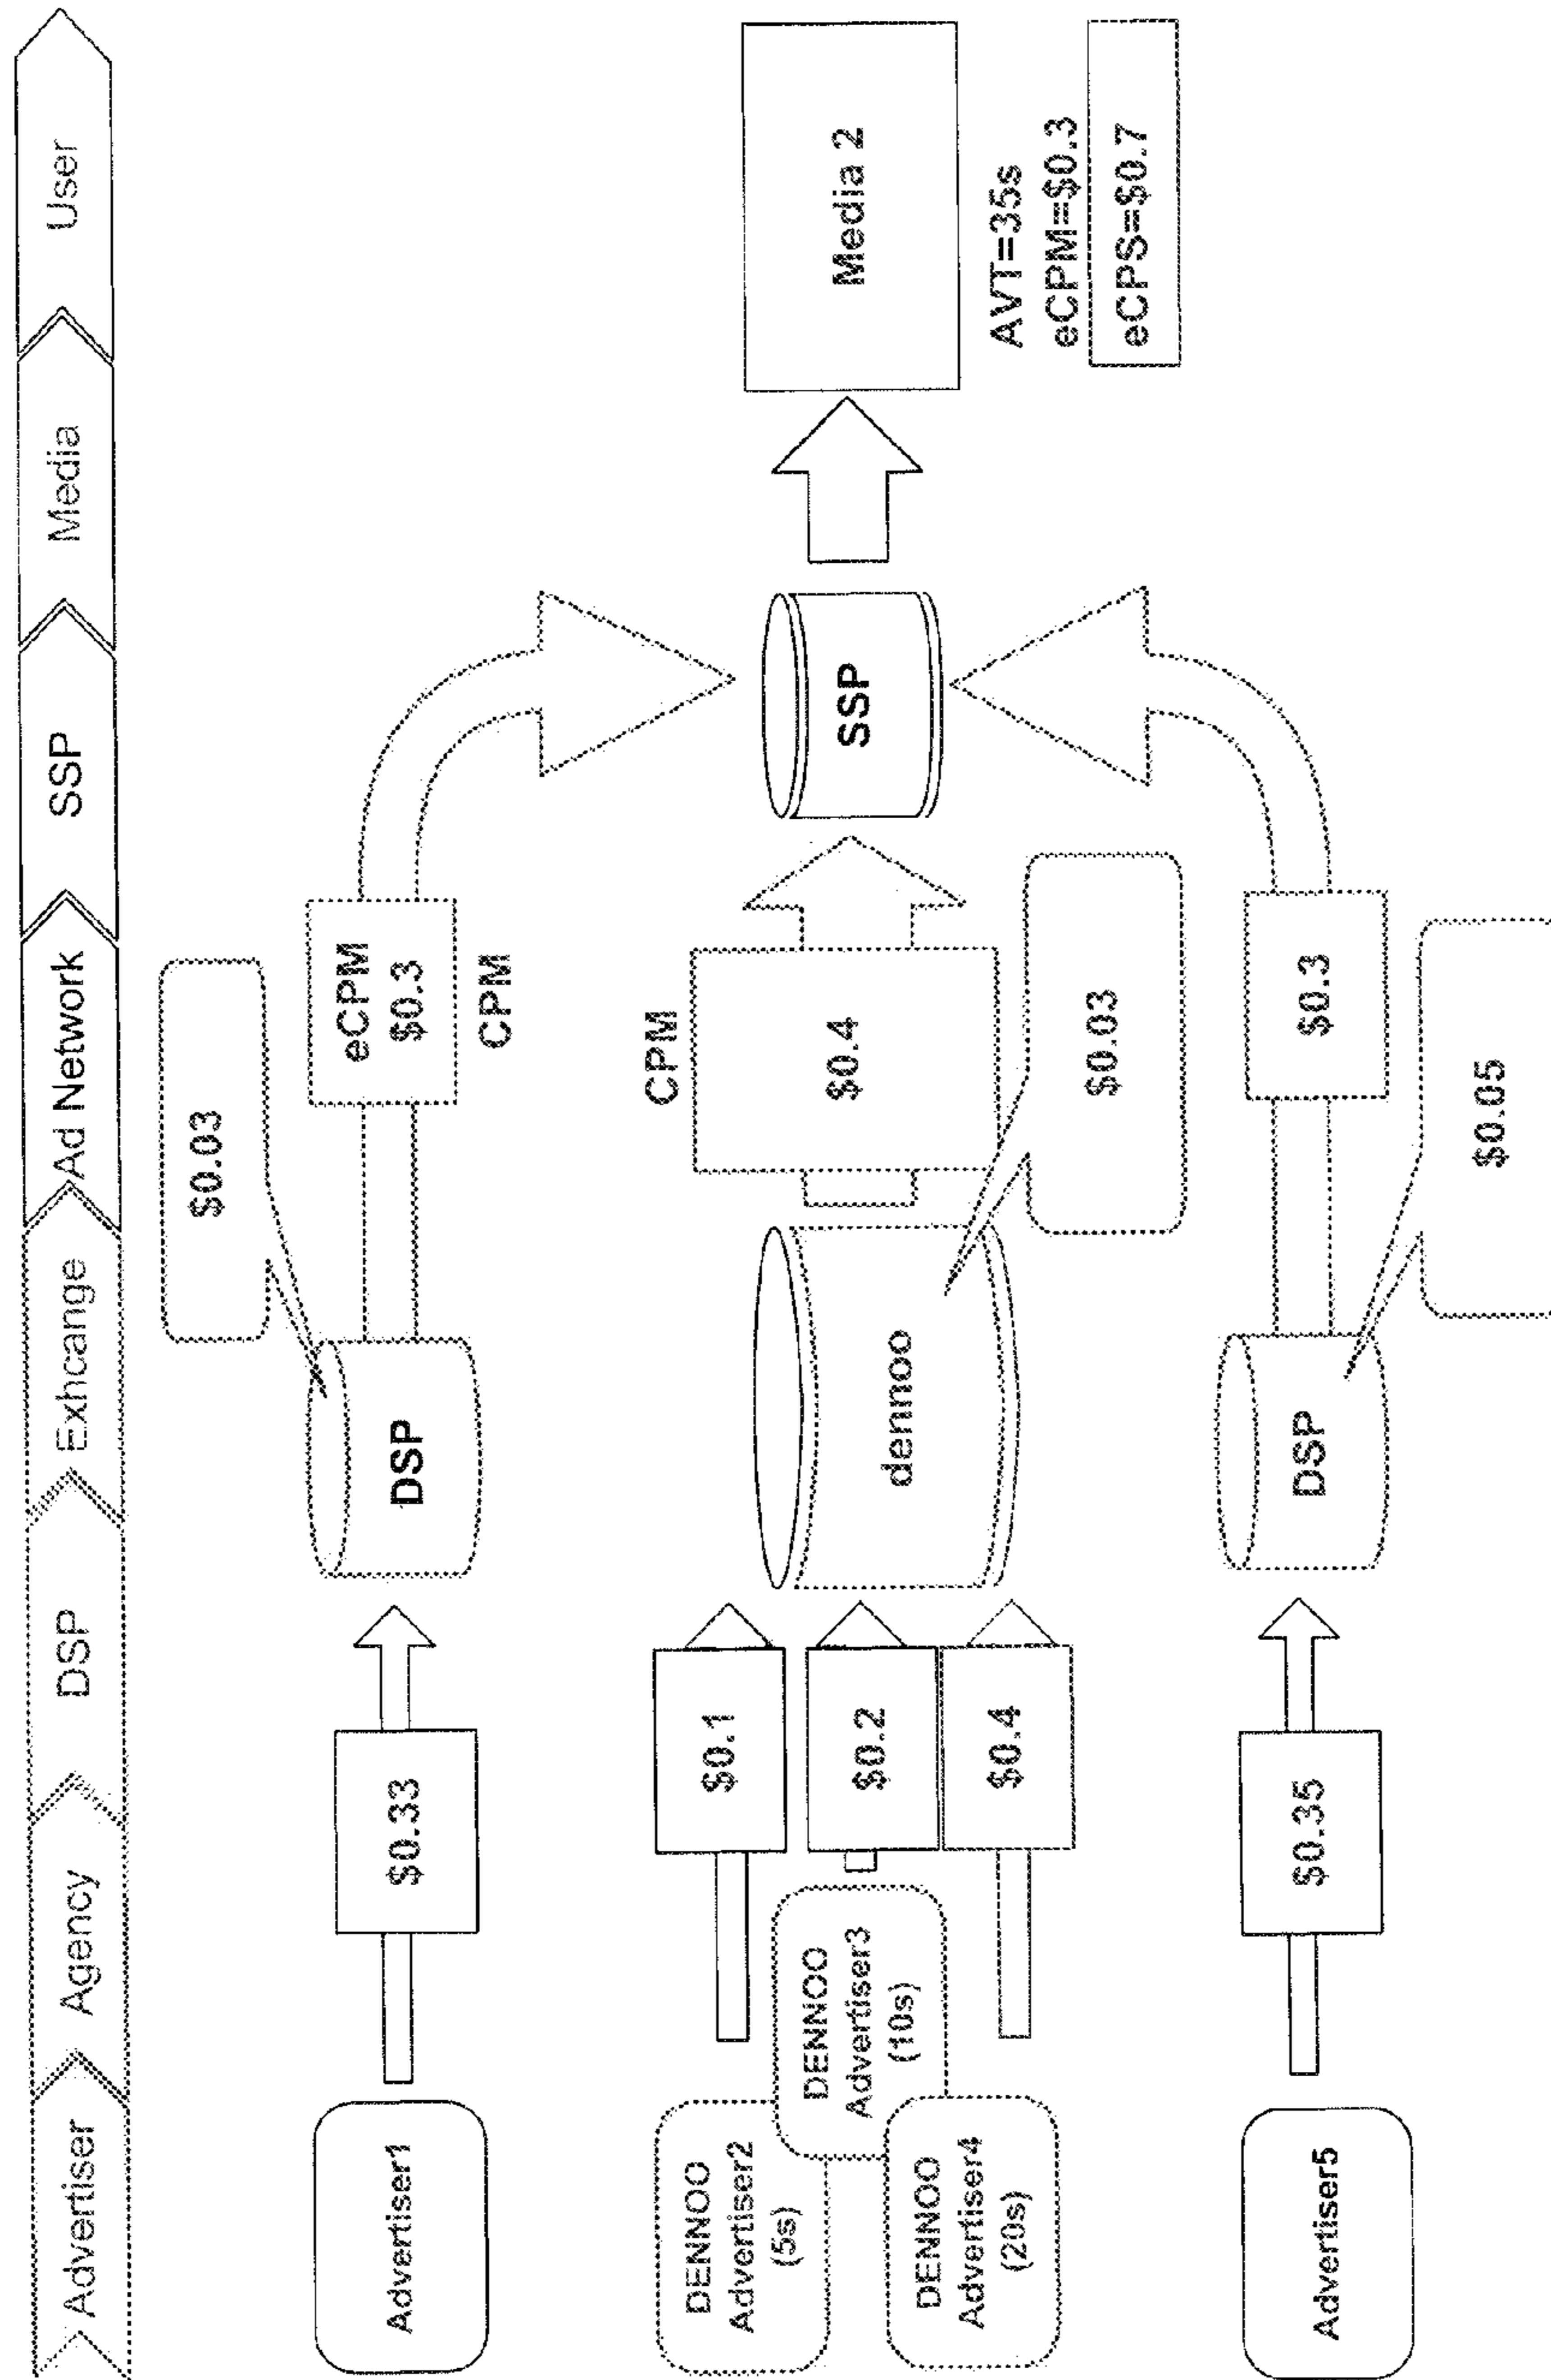 Advertiser
Agency
DSP
Exhcange
Ad Network
SSP
Media
User
Advertiser1
$0.33
DSP
$0.03
eCPM
$0.3
CPM
DENNOO
Advertiser2
(5s)
DENNOO
Advertiser3
(10s)
DENNOO
Advertiser4
(20s)
$0.1
$0.2
$0.4
dennoo
CPM
$0.4
$0.03
SSP
Media 2
AVT=35s
eCPM=$0.3
eCPS=$0.7
Advertiser5
$0.35
DSP
$0.3
$0.05